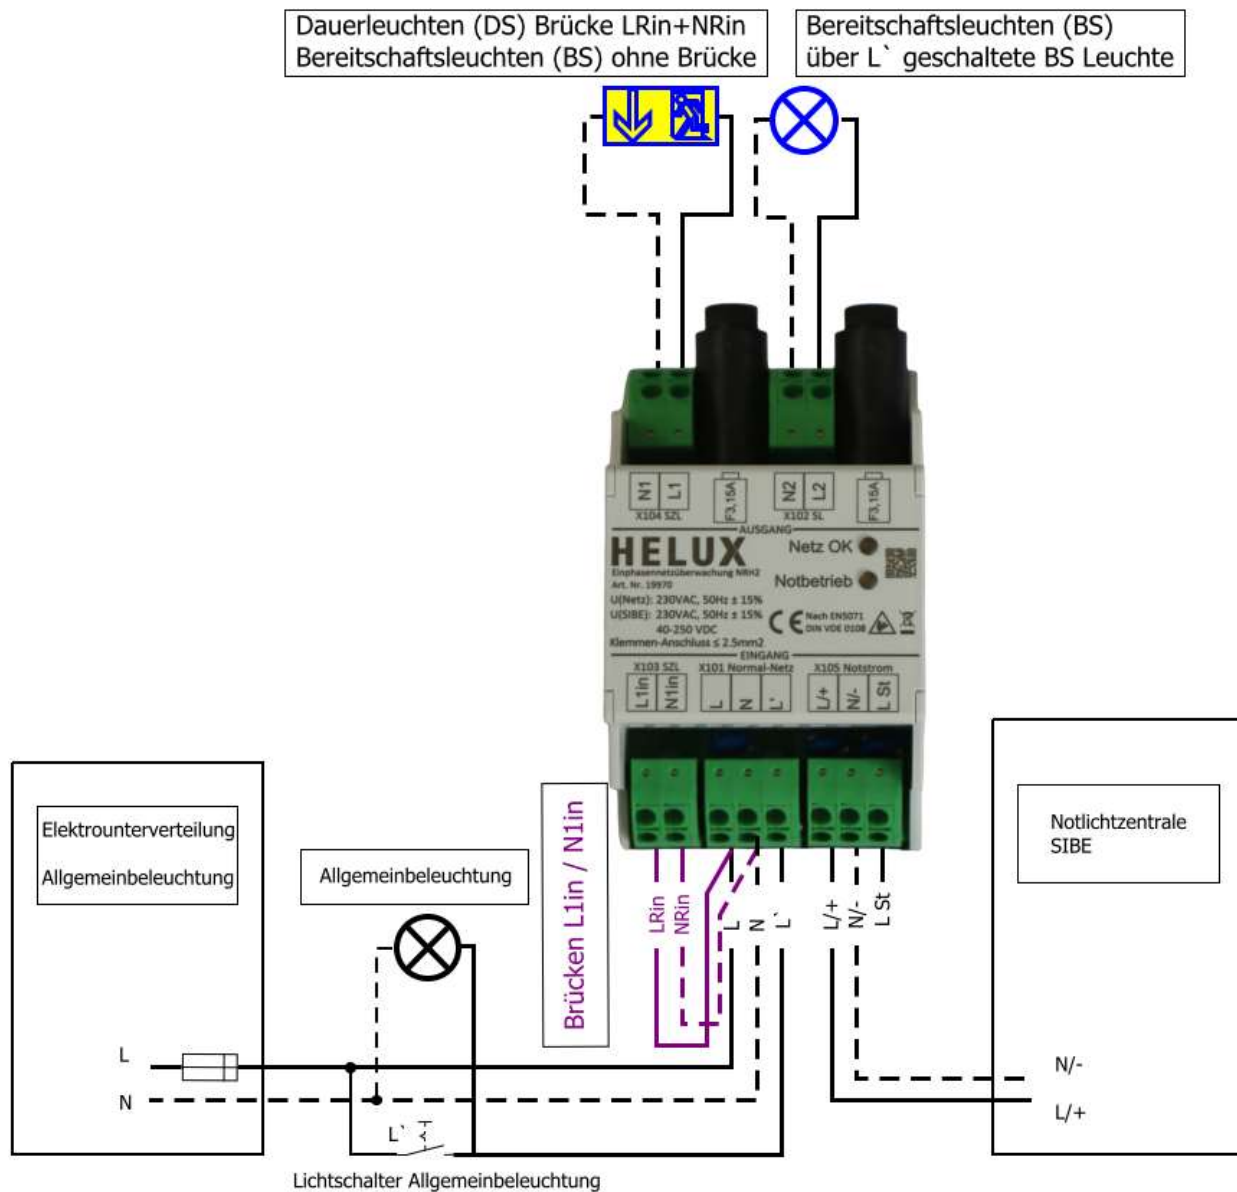 Dauerleuchten (DS) Brücke LRin+NRin
Bereitschaftsleuchten (BS) ohne Brücke
Bereitschaftsleuchten (BS)
über L` geschaltete BS Leuchte
N1
L1
F3,15A
N2
L2
F3,15A
X104 SZL
X102 SL
AUSGANG
HELUX
Netz OK
Einphasennetzüberwachung NRH2
Art. Nr. 19970
Notbetrieb
U(Netz): 230VAC, 50Hz ± 15%
U(SIBE): 230VAC, 50Hz ± 15%
40-250 VDC
CE
Nach EN5071
DIN VDE 0108
Klemmen-Anschluss ≤ 2.5mm2
EINGANG
X103 SZL
X101 Normal-Netz
X105 Notstrom
L1in
N1in
L
N
L'
L/+
N/-
L St
Elektrounterverteilung
Allgemeinbeleuchtung
Allgemeinbeleuchtung
Brücken L1in / N1in
LRin
NRin
L
N
L`
L/+
N/-
L St
Notlichtzentrale
SIBE
L
N
N/-
L/+
L`
Lichtschalter Allgemeinbeleuchtung